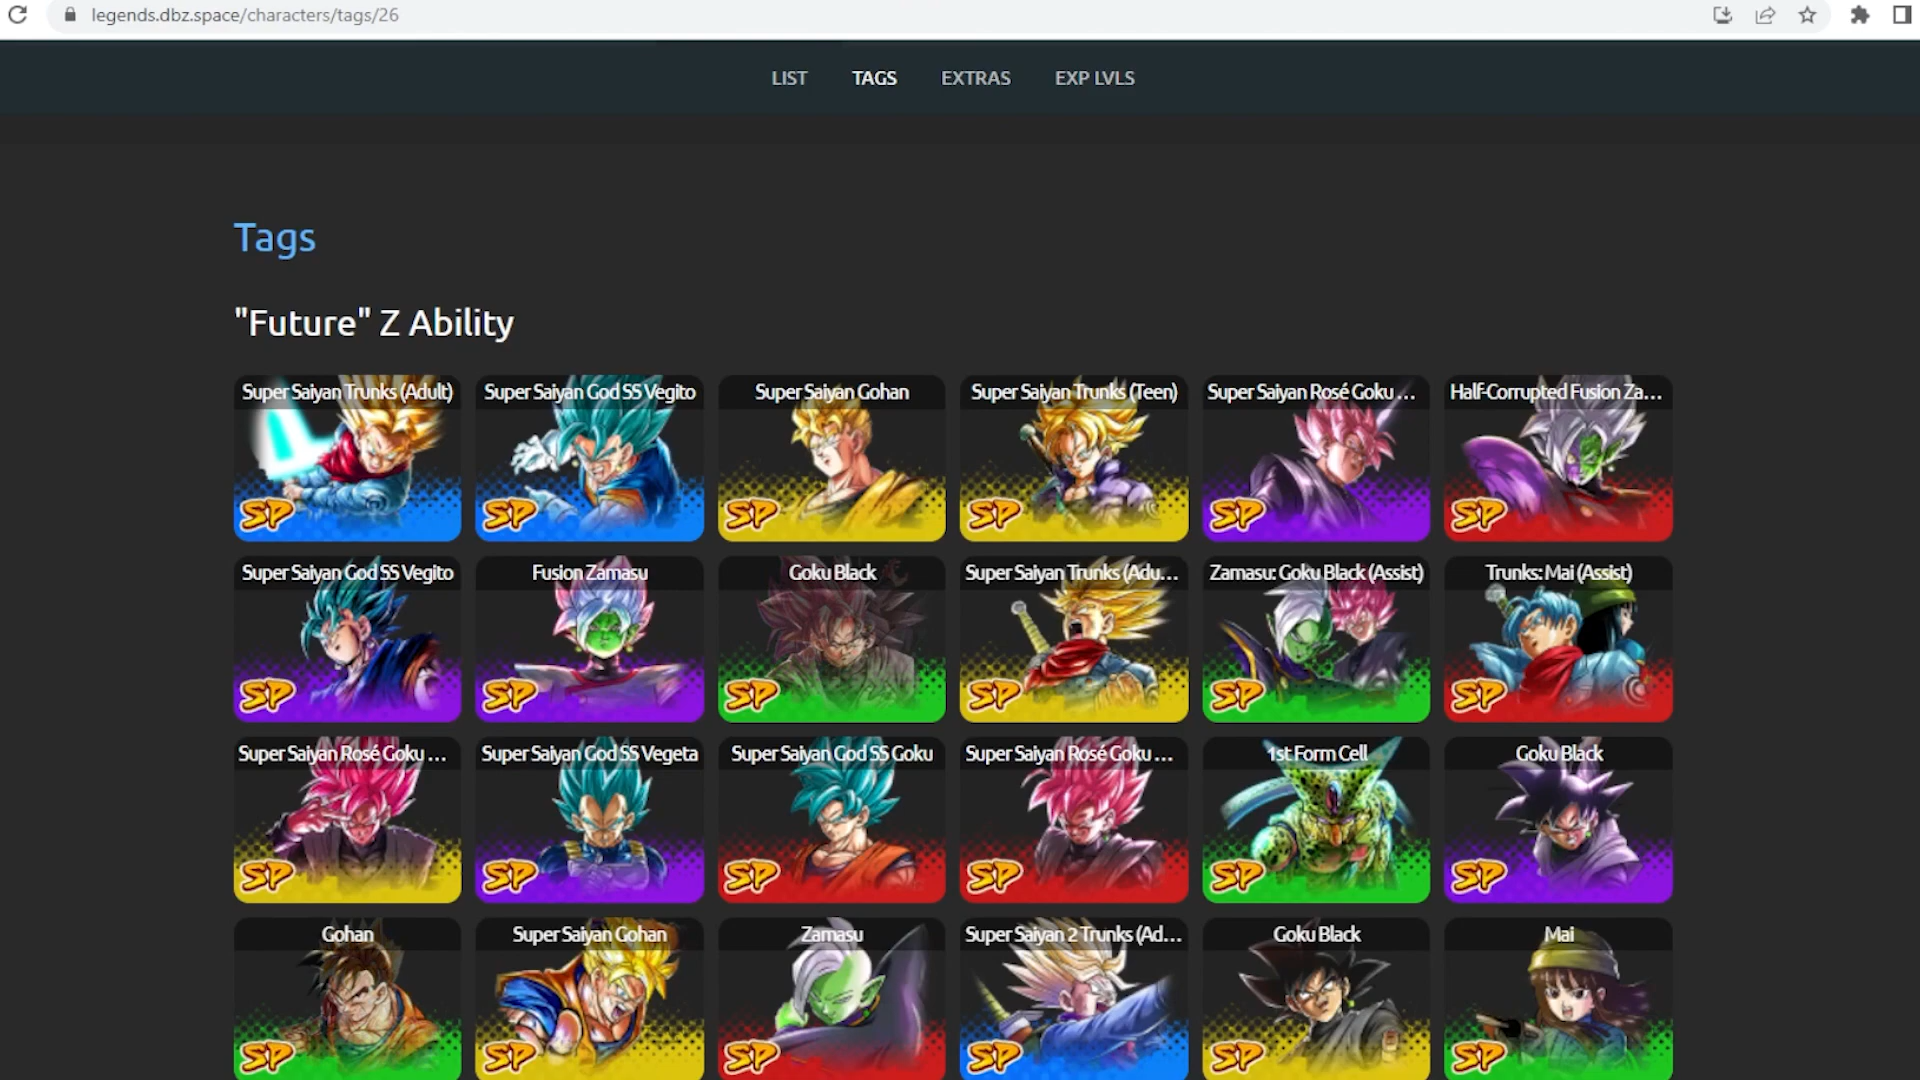 legends.dbz.space/characters/tags/26
LIST TAGS EXTRAS EXP LVLS
Tags
"Future" Z Ability
Super Saiyan Trunks (Adult) Super Saiyan God SS Vegito Super Saiyan Gohan Super Saiyan Trunks (Teen) Super Saiyan Rosé Goku ... Half-Corrupted Fusion Za...
SP SP SP SP SP SP
Super Saiyan God SS Vegito Fusion Zamasu Goku Black Super Saiyan Trunks (Adu... Zamasu: Goku Black (Assist) Trunks: Mai (Assist)
SP SP SP SP SP SP
Super Saiyan Rosé Goku ... Super Saiyan God SS Vegeta Super Saiyan God SS Goku Super Saiyan Rosé Goku ... 1st Form Cell Goku Black
SP SP SP SP SP SP
Gohan Super Saiyan Gohan Zamasu Super Saiyan 2 Trunks (Ad... Goku Black Mai
SP SP SP SP SP SP